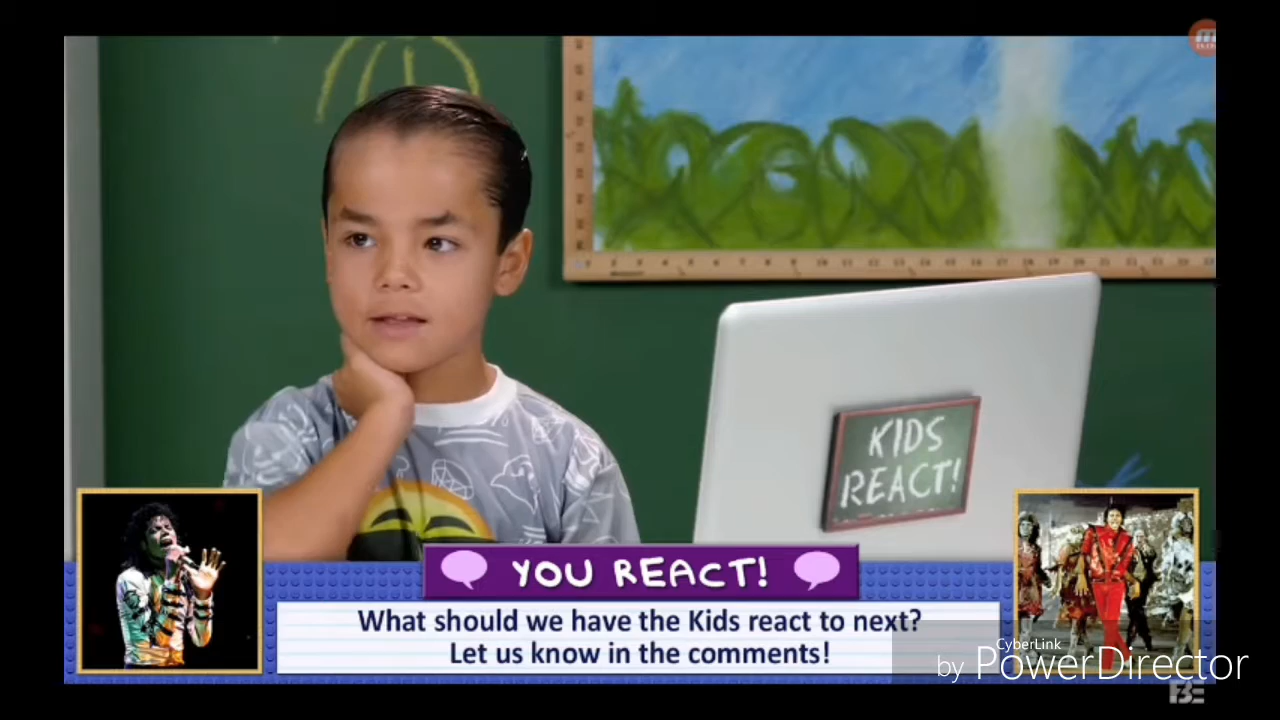 KIDS
REACT!
YOU REACT!
What should we have the Kids react to next?
Let us know in the comments!
CyberLink
by PowerDirector
FBE